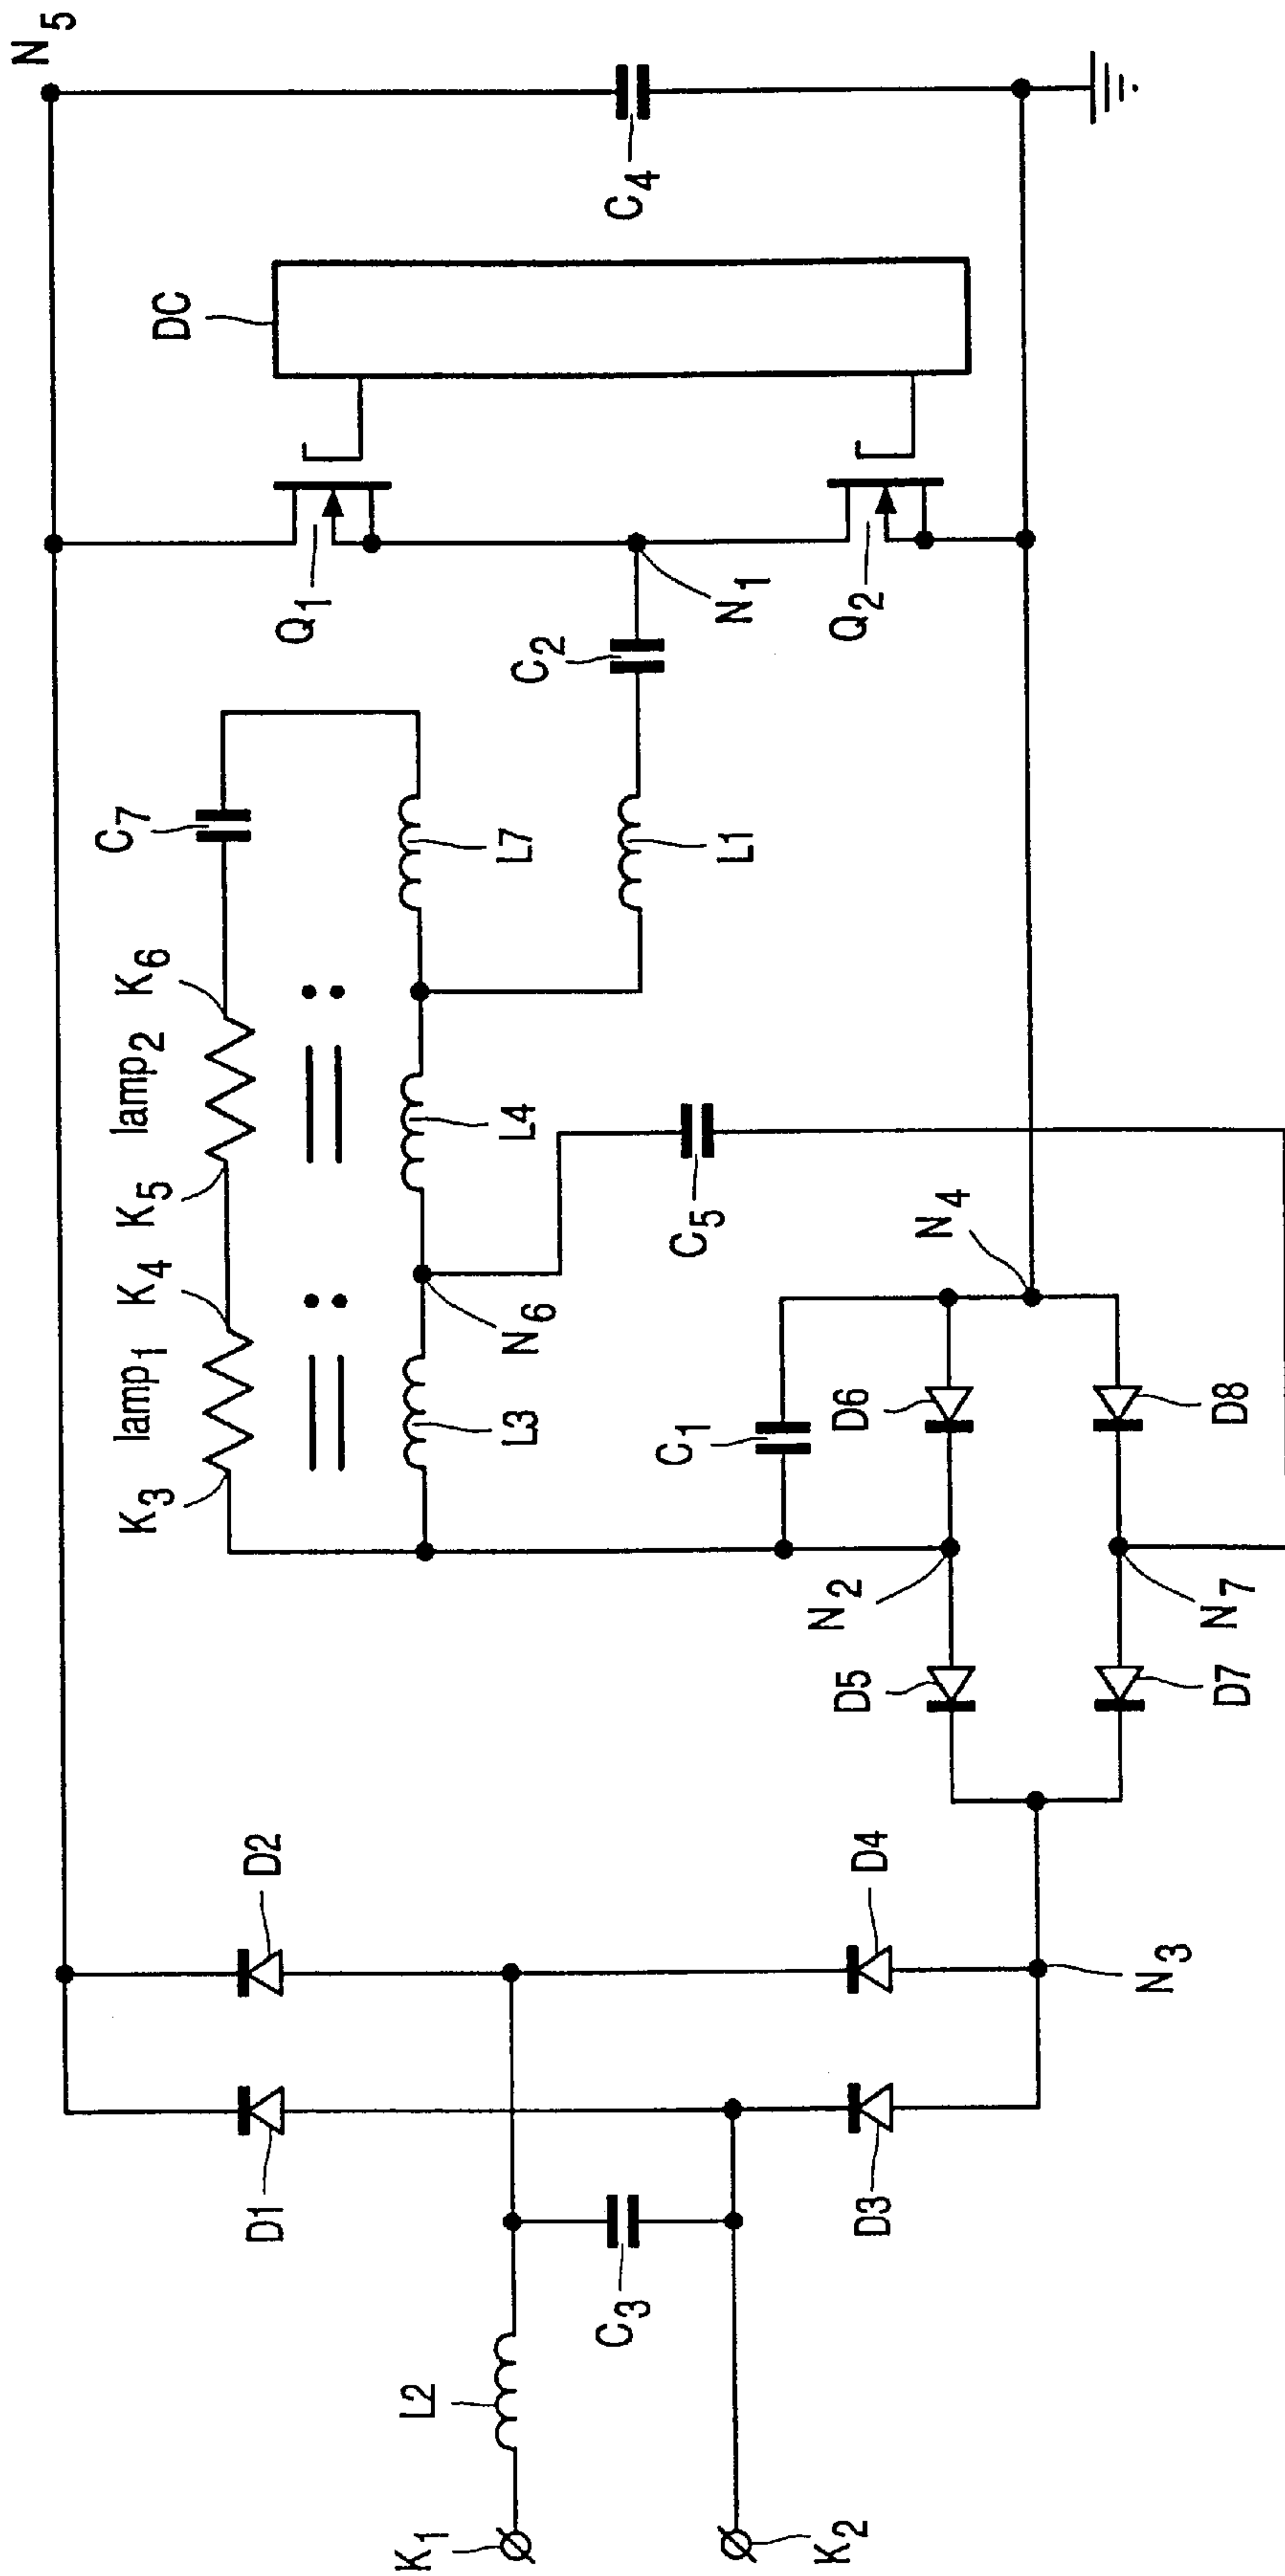 N5
C4
DC
Q1
N1
Q2
C2
C7
L7
L1
K6
lamp2
K5
L4
C5
N4
K4
lamp1
K3
N6
L3
C1
D6
D8
N2
N7
D5
D7
D2
D4
N3
D1
D3
C3
L2
K1
K2